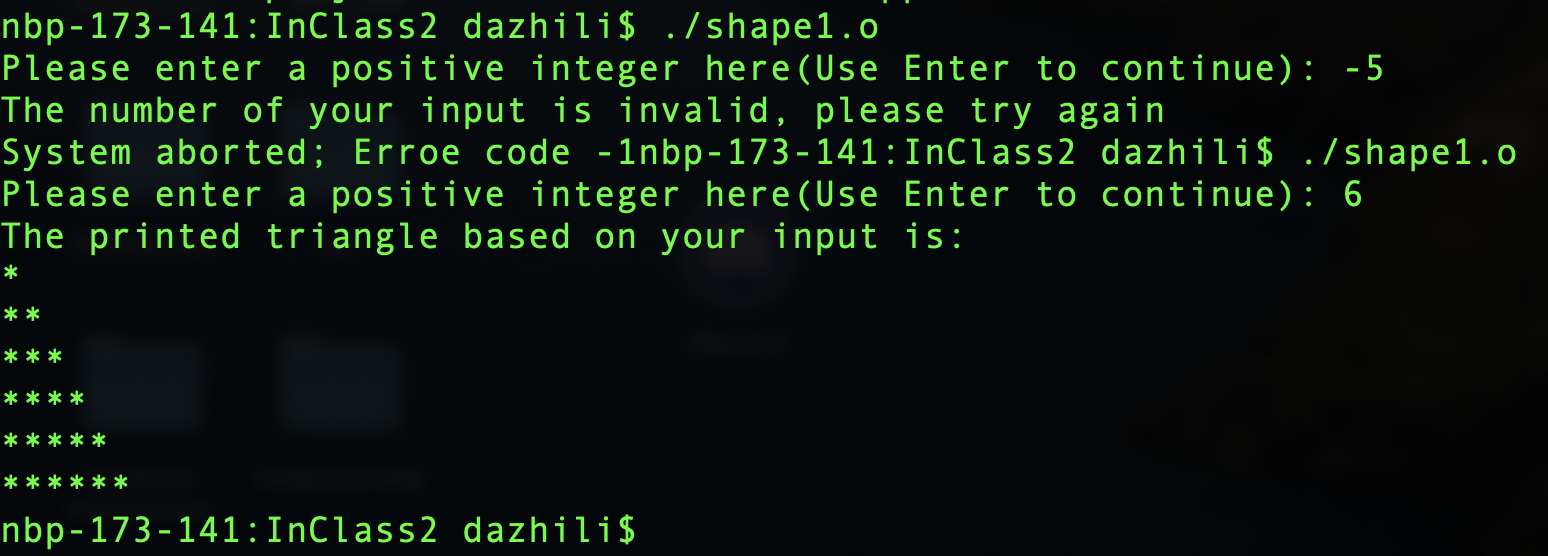 nbp-173-141:InClass2 dazhili$ ./shape1.o
Please enter a positive integer here(Use Enter to continue): -5
The number of your input is invalid, please try again
System aborted; Erroe code -1nbp-173-141:InClass2 dazhili$ ./shape1.o
Please enter a positive integer here(Use Enter to continue): 6
The printed triangle based on your input is:
*
**
***
****
*****
******
nbp-173-141:InClass2 dazhili$